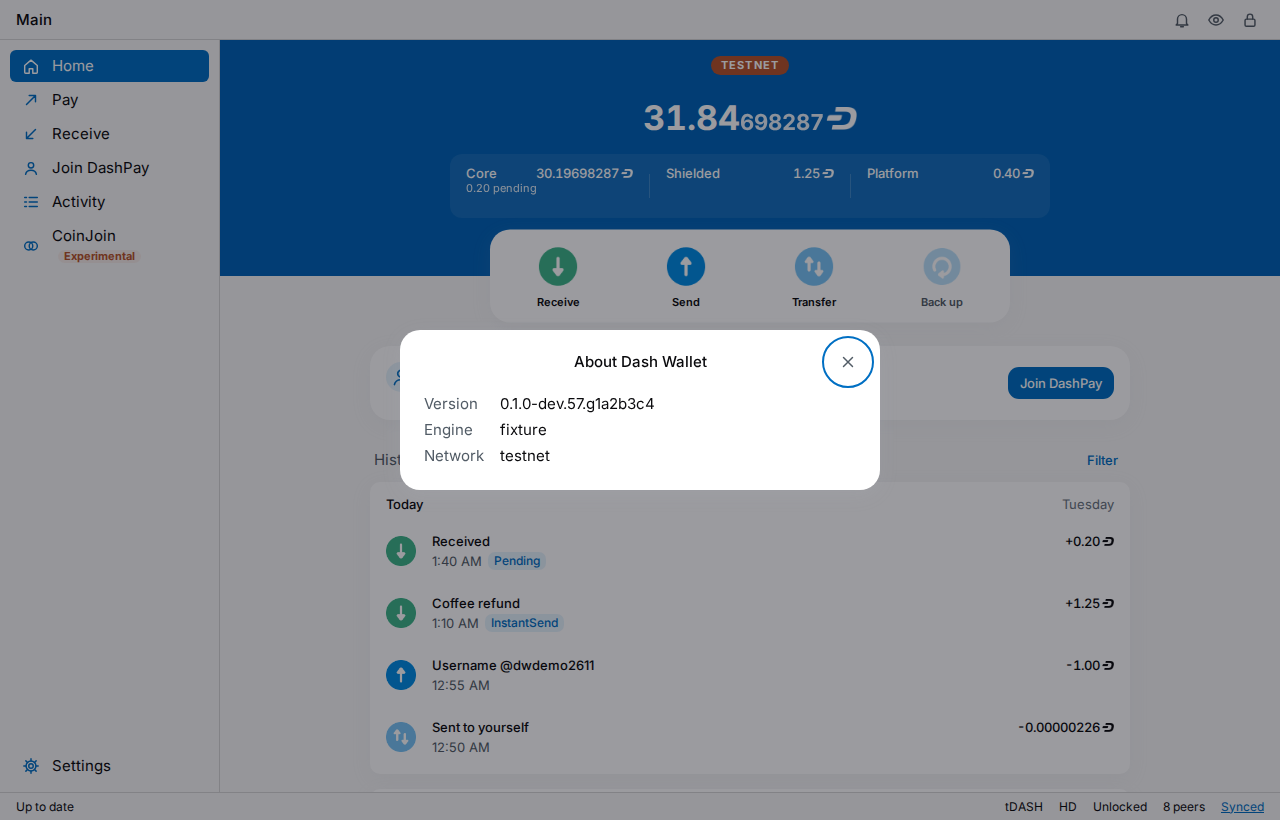 Main
Home
Pay
Receive
Join DashPay
Activity
CoinJoin
Experimental
Settings
TESTNET
31.84698287
Core 30.19698287
0.20 pending
Shielded 1.25
Platform 0.40
Receive
Send
Transfer
Back up
Join DashPay
About Dash Wallet
Version 0.1.0-dev.57.g1a2b3c4
Engine fixture
Network testnet
Filter
Today Tuesday
Received +0.20
1:40 AM Pending
Coffee refund +1.25
1:10 AM InstantSend
Username @dwdemo2611 -1.00
12:55 AM
Sent to yourself -0.00000226
12:50 AM
Up to date tDASH HD Unlocked 8 peers Synced